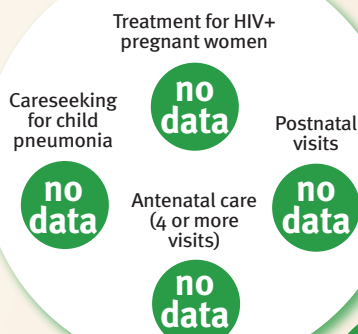 Treatment for HIV+
pregnant women
no
data
Careseeking
for child
pneumonia
no
data
Postnatal
visits
no
data
Antenatal care
(4 or more
visits)
no
data